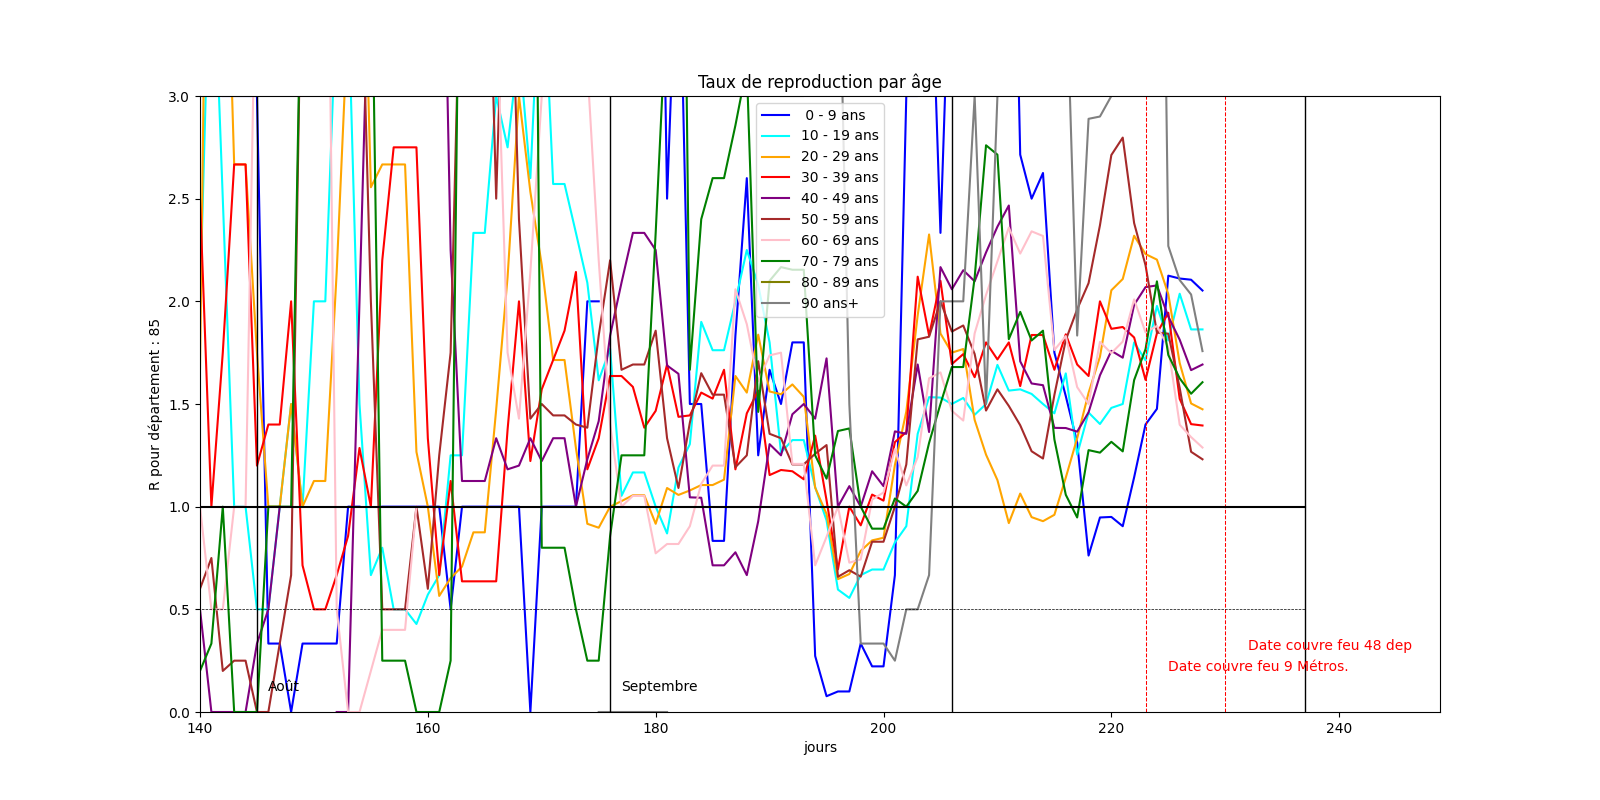 Taux de reproduction par âge
R pour département : 85
3.0
2.5
2.0
1.5
1.0
0.5
0.0
0 - 9 ans
10 - 19 ans
20 - 29 ans
30 - 39 ans
40 - 49 ans
50 - 59 ans
60 - 69 ans
70 - 79 ans
80 - 89 ans
90 ans+
Date couvre feu 48 dep
Date couvre feu 9 Métros.
Août
Septembre
140
160
180
200
220
240
jours